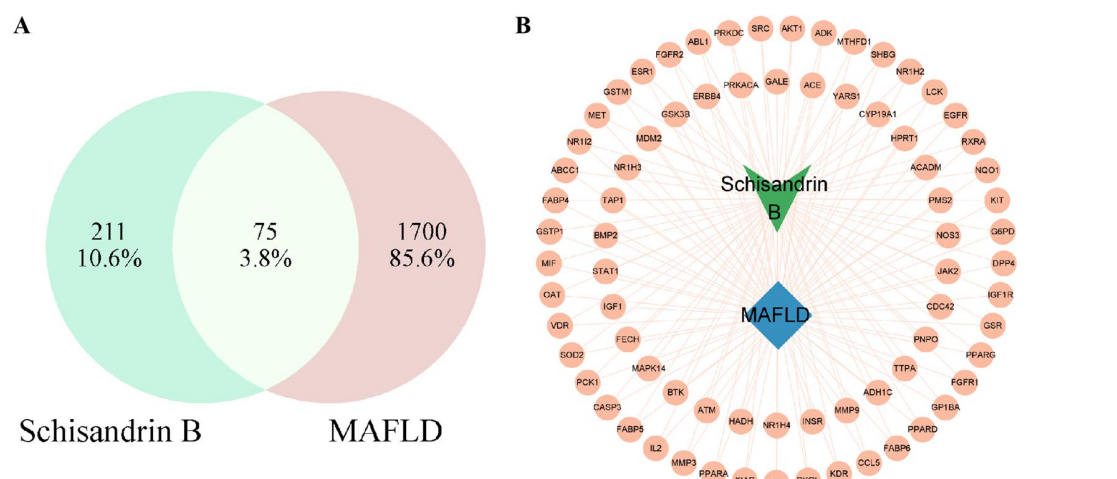 A
211
10.6%
75
3.8%
1700
85.6%
Schisandrin B
MAFLD
B
Schisandrin
B
MAFLD
SRC
AKT1
ADK
MTHFD1
SHBG
NR1H2
LCK
EGFR
RXRA
NQO1
KIT
G6PD
DPP4
IGF1R
GSR
PPARG
FGFR1
GP1BA
PPARD
FABP6
CCL5
KDR
PPARA
MMP3
IL2
FABP5
CASP3
PCK1
SOD2
VDR
OAT
MIF
GSTP1
FABP4
ABCC1
NR1I2
MET
GSTM1
ESR1
FGFR2
ABL1
PRKDC
GALE
ACE
YARS1
CYP19A1
HPRT1
ACADM
PMS2
NOS3
JAK2
CDC42
PNPO
TTPA
ADH1C
MMP9
INSR
NR1H4
HADH
ATM
BTK
MAPK14
FECH
IGF1
STAT1
BMP2
TAP1
NR1H3
MDM2
GSK3B
ERBB4
PRKACA